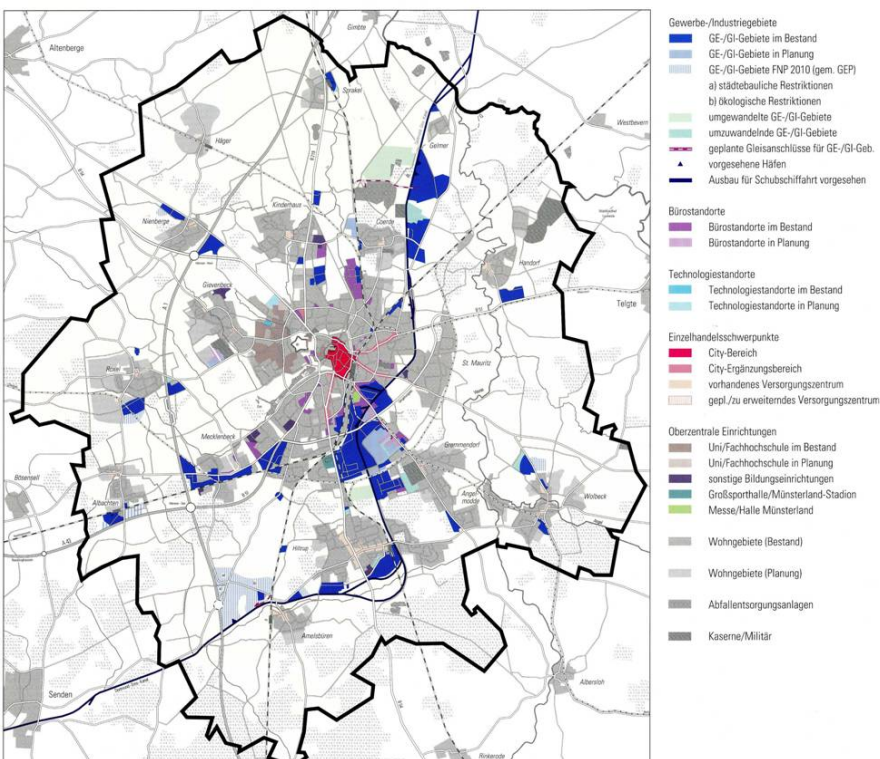 Gimbte
Altenberge
Sprakel
Westbevern
Häger
Gelmer
Kinderhaus
Nienberge
Coerde
Handorf
Gievenbeck
Telgte
A 1
Roxel
St. Mauritz
Mecklenbeck
Gremmendorf
Bösensell
Albachten
Angel-
modde
Wolbeck
A 43
Hiltrup
Amelsbüren
Senden
Albersloh
Rinkerode
Gewerbe-/Industriegebiete
GE-/GI-Gebiete im Bestand
GE-/GI-Gebiete in Planung
GE-/GI-Gebiete FNP 2010 (gem. GEP)
a) städtebauliche Restriktionen
b) ökologische Restriktionen
umgewandelte GE-/GI-Gebiete
umzuwandelnde GE-/GI-Gebiete
geplante Gleisanschlüsse für GE-/GI-Geb.
vorgesehene Häfen
Ausbau für Schubschiffahrt vorgesehen
Bürostandorte
Bürostandorte im Bestand
Bürostandorte in Planung
Technologiestandorte
Technologiestandorte im Bestand
Technologiestandorte in Planung
Einzelhandelsschwerpunkte
City-Bereich
City-Ergänzungsbereich
vorhandenes Versorgungszentrum
gepl./zu erweiterndes Versorgungszentrum
Oberzentrale Einrichtungen
Uni/Fachhochschule im Bestand
Uni/Fachhochschule in Planung
sonstige Bildungseinrichtungen
Großsporthalle/Münsterland-Stadion
Messe/Halle Münsterland
Wohngebiete (Bestand)
Wohngebiete (Planung)
Abfallentsorgungsanlagen
Kaserne/Militär